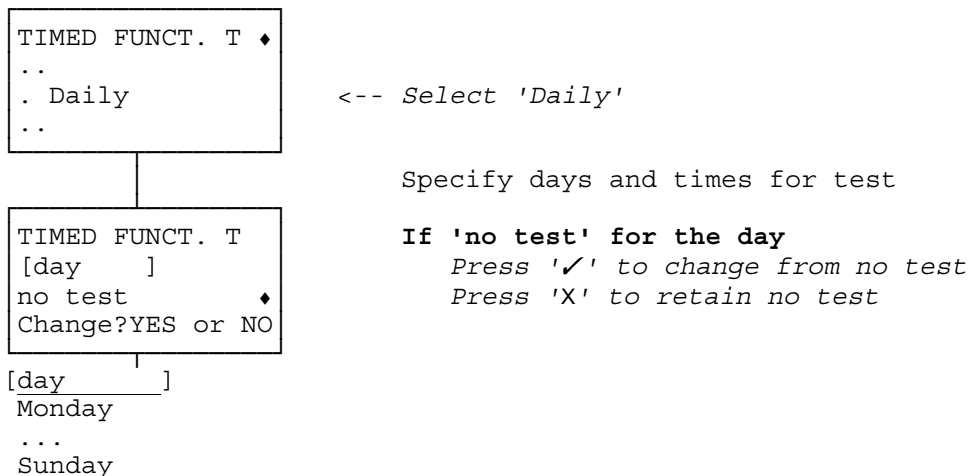 TIMED FUNCT. T ♦
..
. Daily <-- Select 'Daily'
..
Specify days and times for test
TIMED FUNCT. T If 'no test' for the day
[day ] Press '✓' to change from no test
no test ♦ Press 'X' to retain no test
Change?YES or NO
[day ]
Monday
...
Sunday